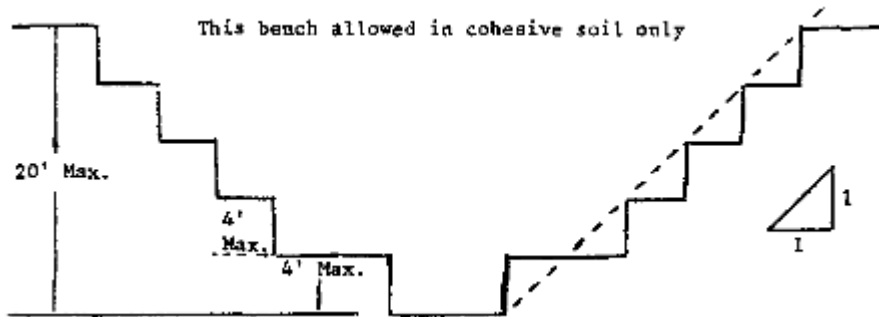 This bench allowed in cohesive soil only
20' Max.
4'
Max.
4' Max.
1
1